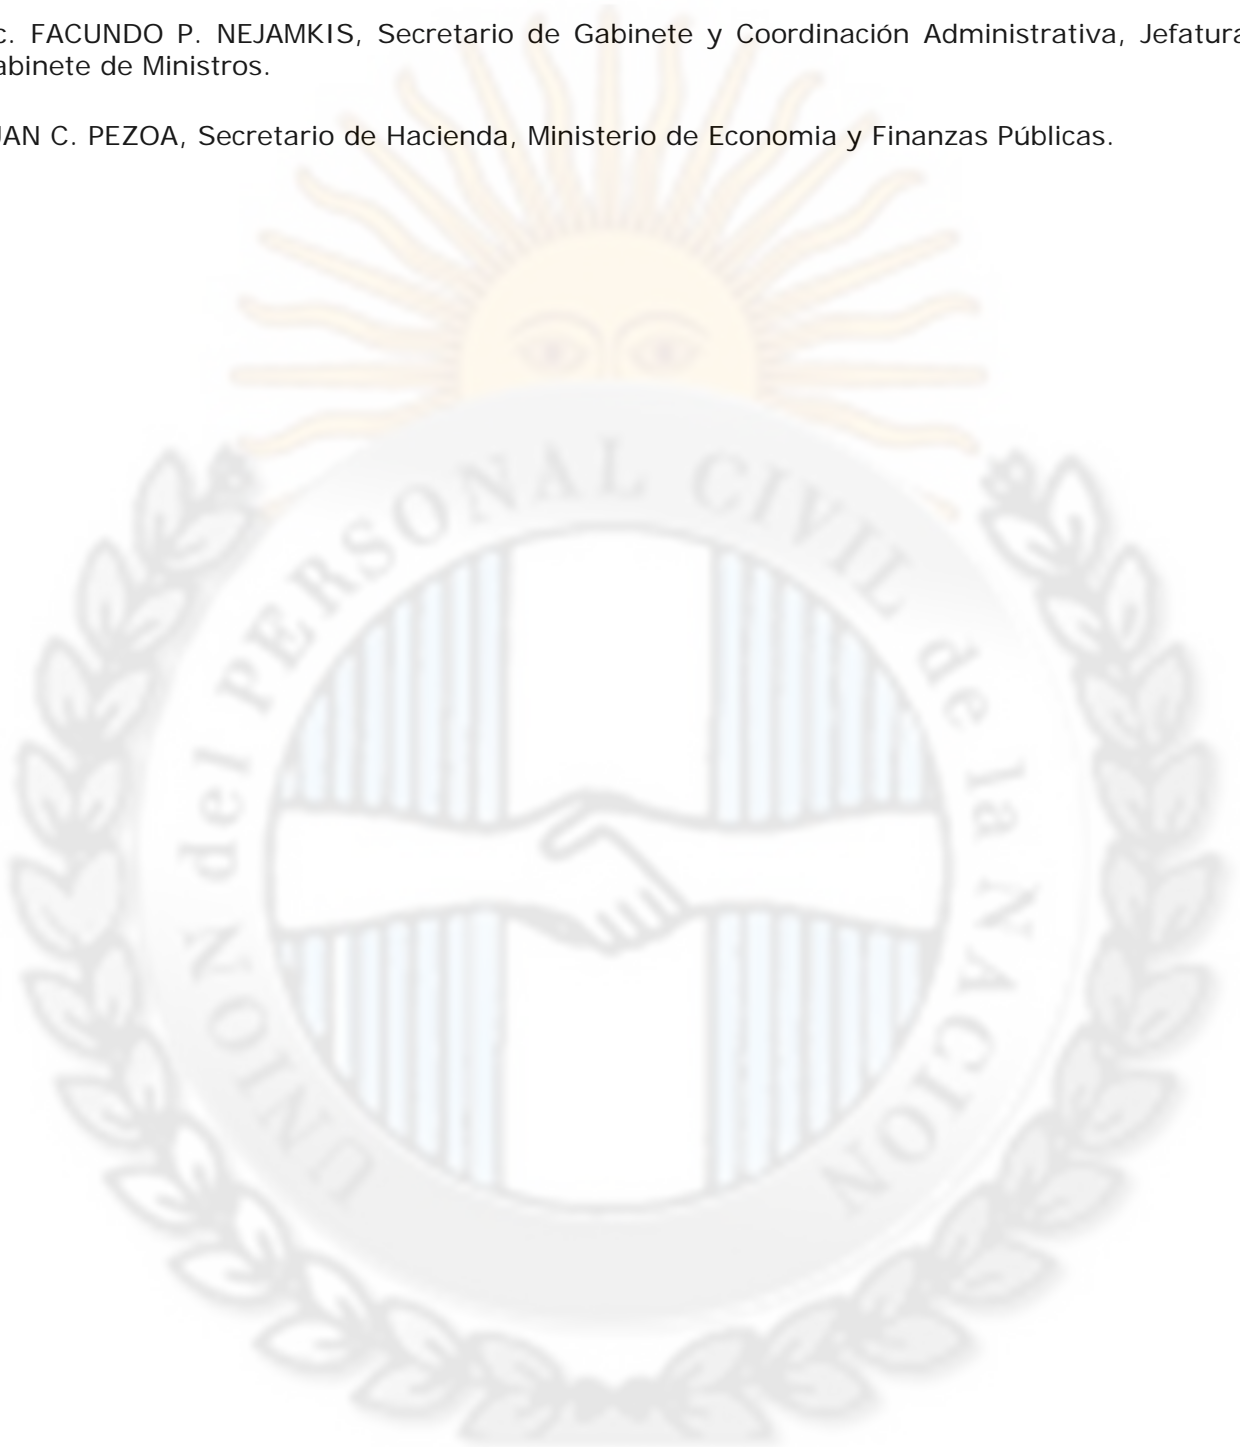 c. FACUNDO P. NEJAMKIS, Secretario de Gabinete y Coordinación Administrativa, Jefatura
abinete de Ministros.
UAN C. PEZOA, Secretario de Hacienda, Ministerio de Economia y Finanzas Públicas.
UNION del PERSONAL CIVIL de la NACION